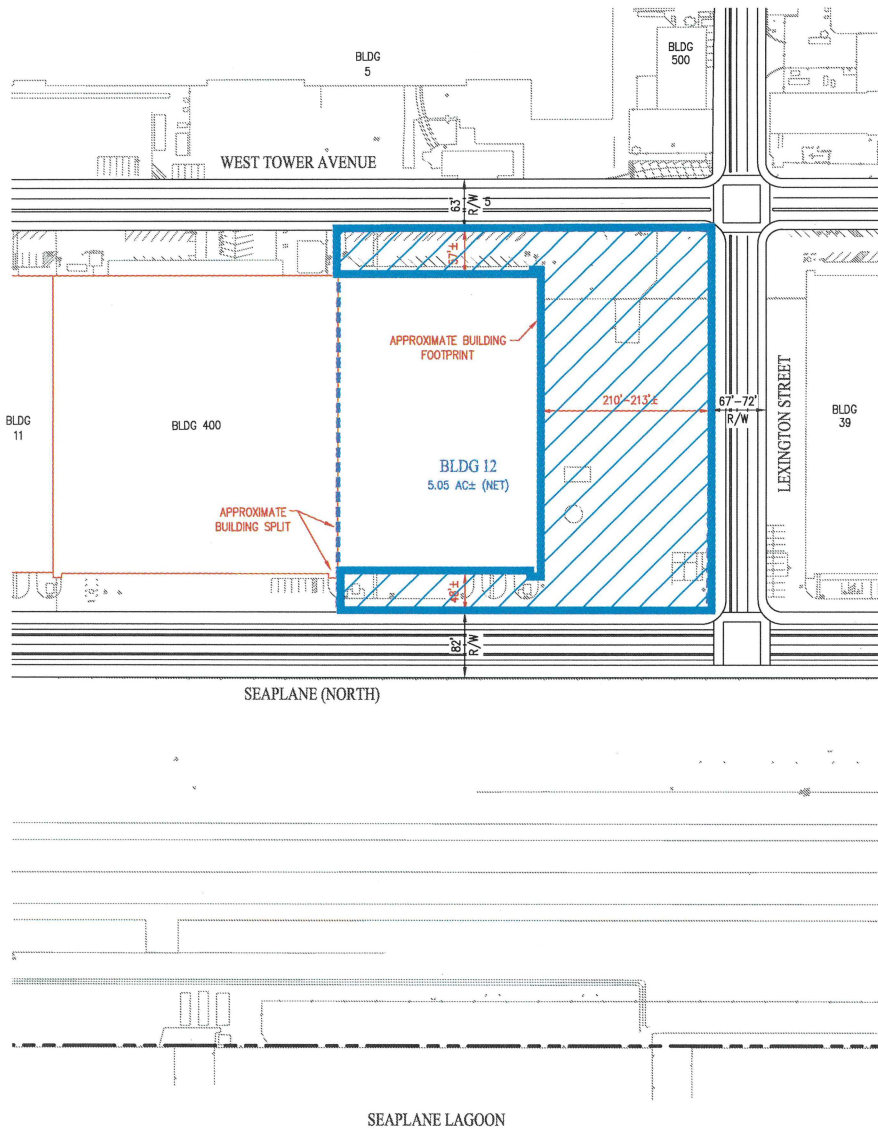 BLDG
5
BLDG
500
WEST TOWER AVENUE
63'
R/W
5
57'±
APPROXIMATE BUILDING
FOOTPRINT
210'-213'±
67'-72'
R/W
LEXINGTON STREET
BLDG
11
BLDG 400
BLDG
39
BLDG 12
5.05 AC± (NET)
APPROXIMATE
BUILDING SPLIT
48'±
82'
R/W
SEAPLANE (NORTH)
SEAPLANE LAGOON